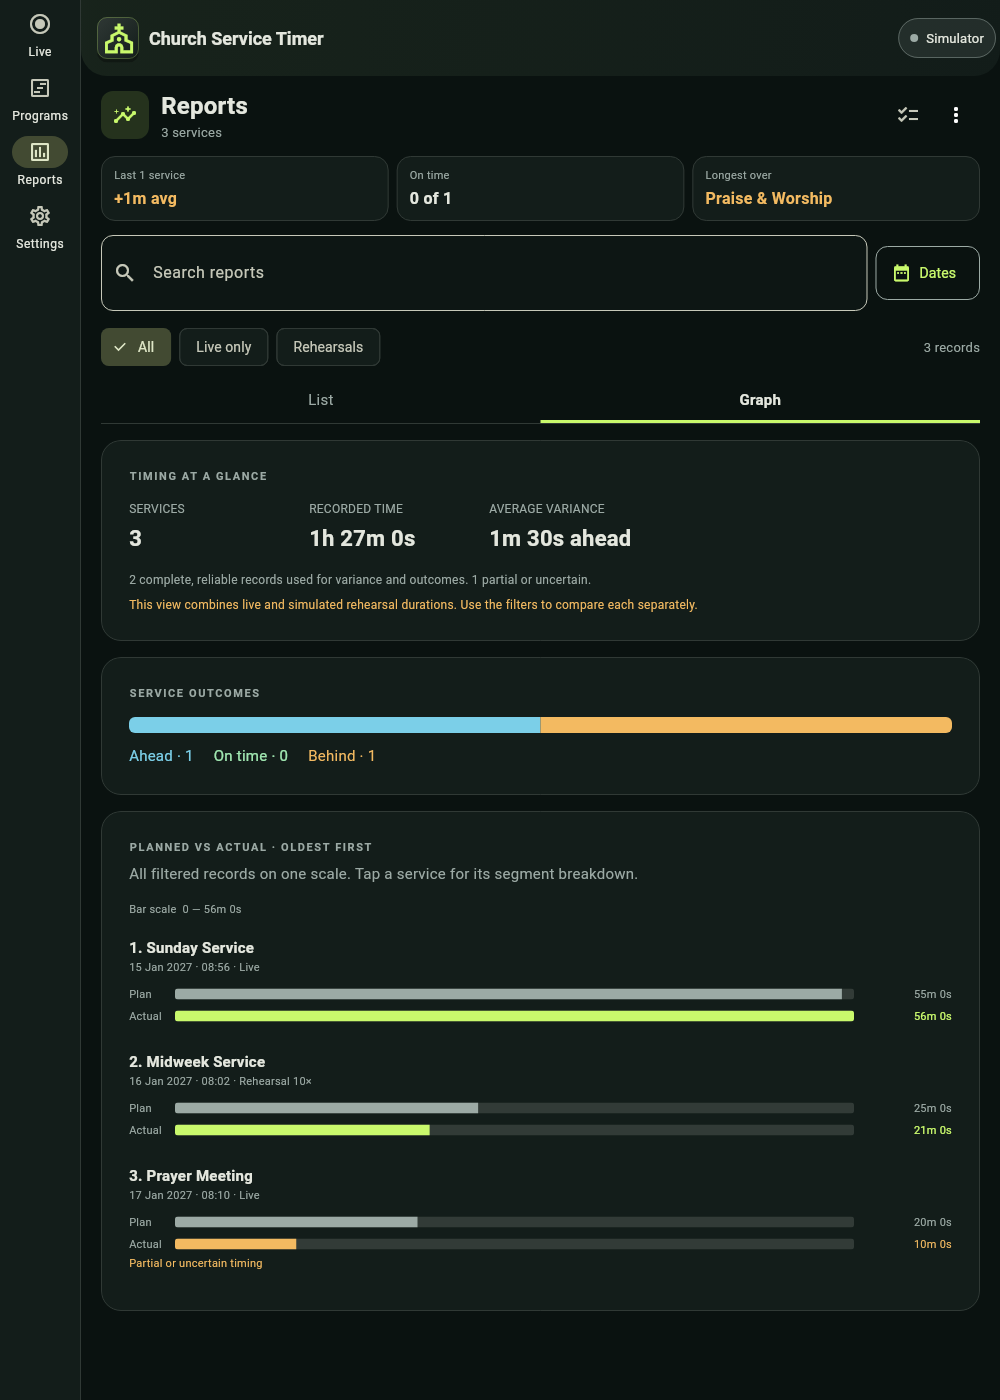 Live
Programs
Reports
Settings
Church Service Timer
Simulator
Reports
3 services
Last 1 service
+1m avg
On time
0 of 1
Longest over
Praise & Worship
Search reports
Dates
All
Live only
Rehearsals
3 records
List
Graph
TIMING AT A GLANCE
SERVICES
3
RECORDED TIME
1h 27m 0s
AVERAGE VARIANCE
1m 30s ahead
2 complete, reliable records used for variance and outcomes. 1 partial or uncertain.
This view combines live and simulated rehearsal durations. Use the filters to compare each separately.
SERVICE OUTCOMES
Ahead · 1
On time · 0
Behind · 1
PLANNED VS ACTUAL · OLDEST FIRST
All filtered records on one scale. Tap a service for its segment breakdown.
Bar scale 0 — 56m 0s
1. Sunday Service
15 Jan 2027 · 08:56 · Live
Plan 55m 0s
Actual 56m 0s
2. Midweek Service
16 Jan 2027 · 08:02 · Rehearsal 10×
Plan 25m 0s
Actual 21m 0s
3. Prayer Meeting
17 Jan 2027 · 08:10 · Live
Plan 20m 0s
Actual 10m 0s
Partial or uncertain timing